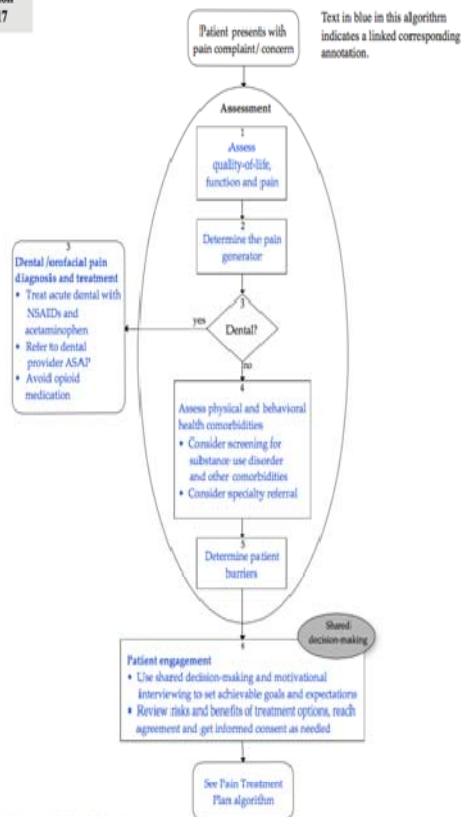 17
Patient presents with
pain complaint/ concern
Text in blue in this algorithm
indicates a linked corresponding
annotation.
Assessment
1
Assess
quality-of-life,
function and pain
2
Determine the pain
generator
3
Dental /orofacial pain
diagnosis and treatment
• Treat acute dental with
NSAIDs and
acetaminophen
• Refer to dental
provider ASAP
• Avoid opioid
medication
3
Dental?
yes
no
4
Assess physical and behavioral
health comorbidities
• Consider screening for
substance use disorder
and other comorbidities
• Consider specialty referral
5
Determine patient
barriers
Shared
decision-making
Patient engagement
• Use shared decision-making and motivational
interviewing to set achievable goals and expectations
• Review risks and benefits of treatment options, reach
agreement and get informed consent as needed
See Pain Treatment
Plan algorithm